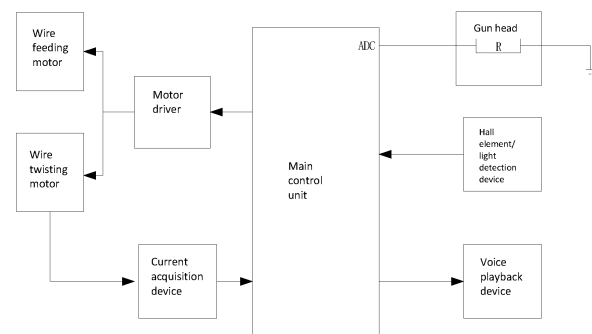 Wire
feeding
motor
Motor
driver
Wire
twisting
motor
Current
acquisition
device
Main
control
unit
ADC
Gun head
R
Hall
element/
light
detection
device
Voice
playback
device